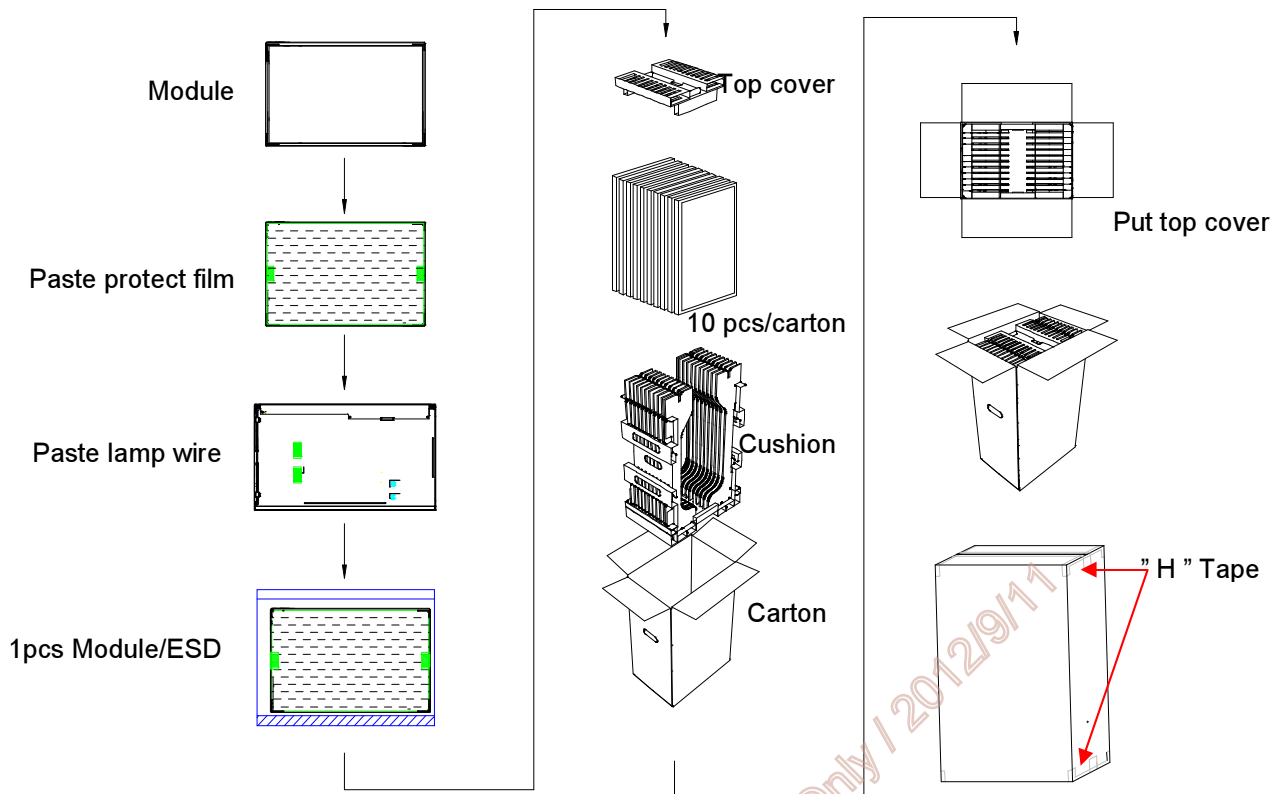 Module
Paste protect film
Paste lamp wire
1pcs Module/ESD
Top cover
10 pcs/carton
Cushion
Carton
Put top cover
” H ” Tape
only / 2012/9/11